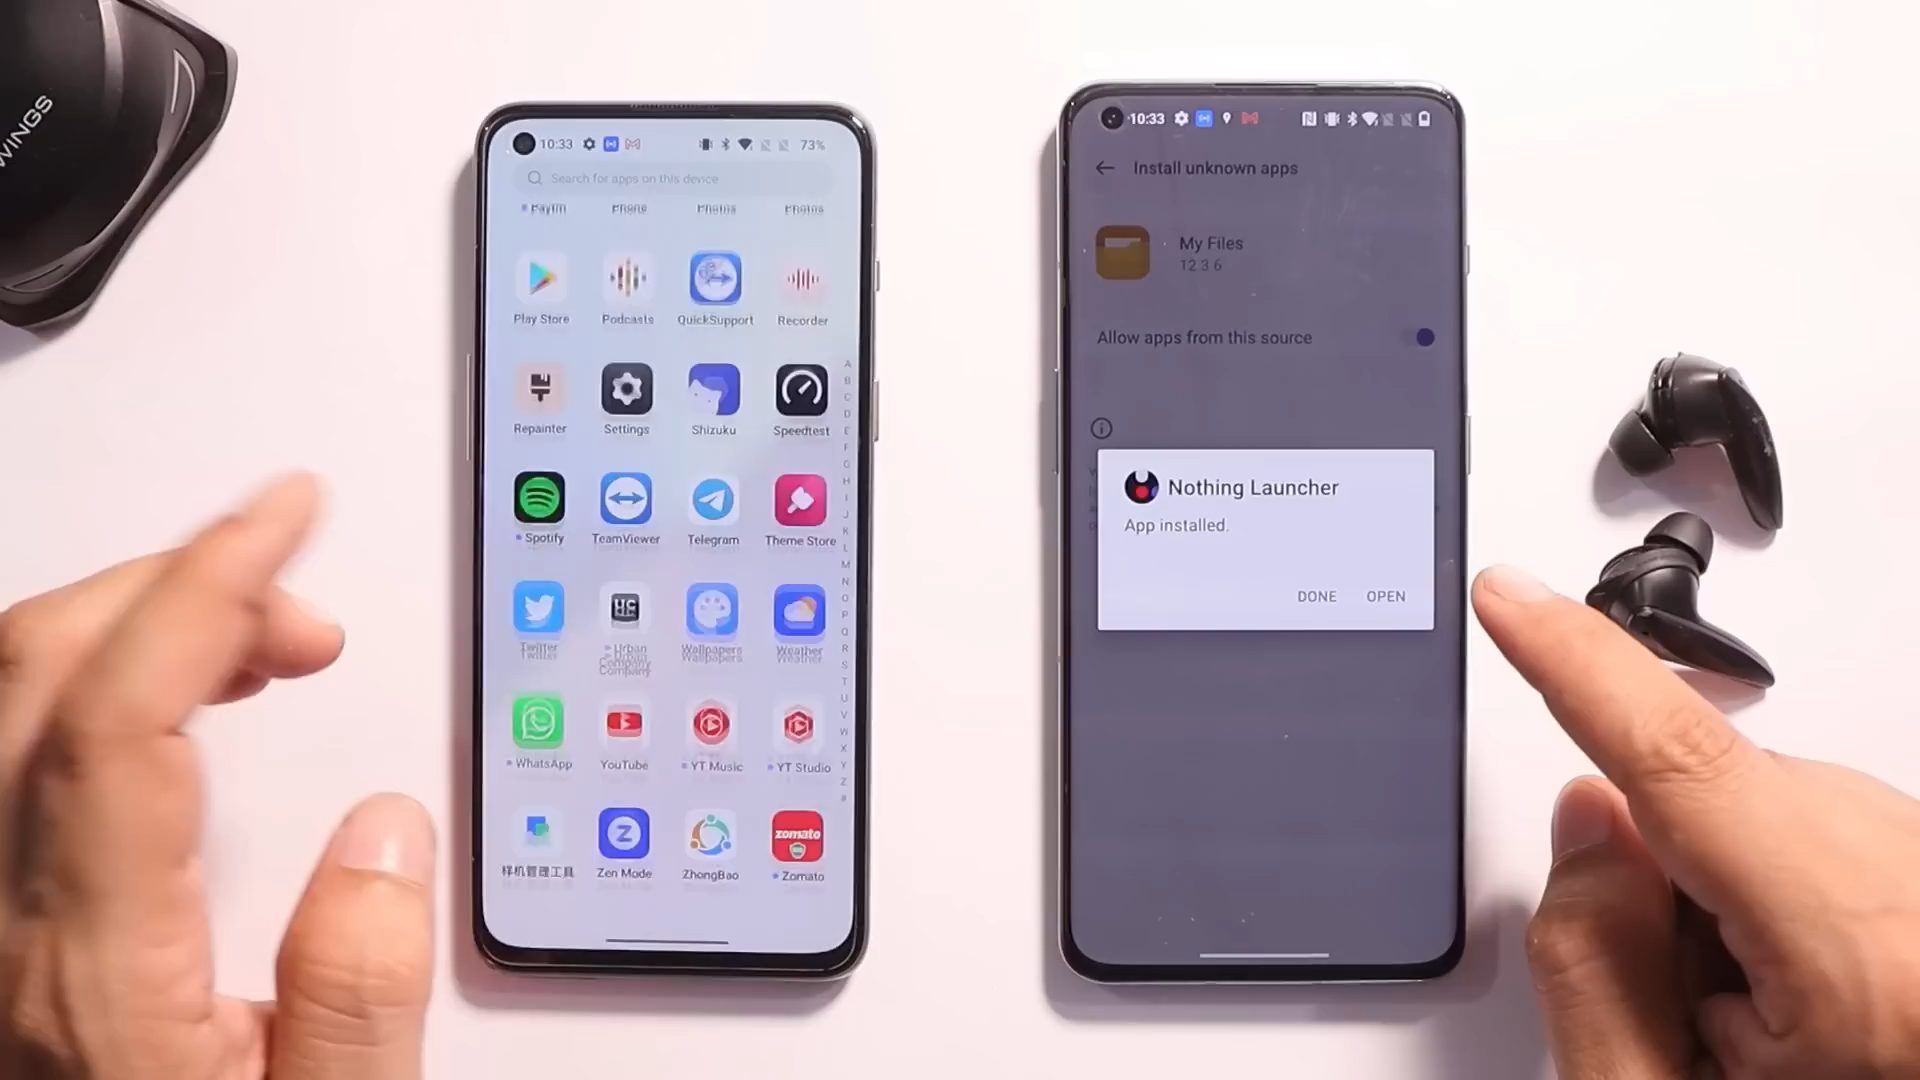 WINGS
10:33
73%
Search for apps on this device
Paytm
Phone
Photos
Photos
Play Store
Podcasts
QuickSupport
Recorder
Repainter
Settings
Shizuku
Speedtest
Spotify
TeamViewer
Telegram
Theme Store
UC
Twitter
Urban
Company
Wallpapers
Weather
WhatsApp
YouTube
YT Music
YT Studio
zomato
样机管理工具
Zen Mode
ZhongBao
Zomato
A
B
C
D
E
F
G
H
I
J
K
L
M
N
O
P
Q
R
S
T
U
V
W
X
Y
Z
#
10:33
Install unknown apps
My Files
12.3.6
Allow apps from this source
Nothing Launcher
App installed.
DONE
OPEN